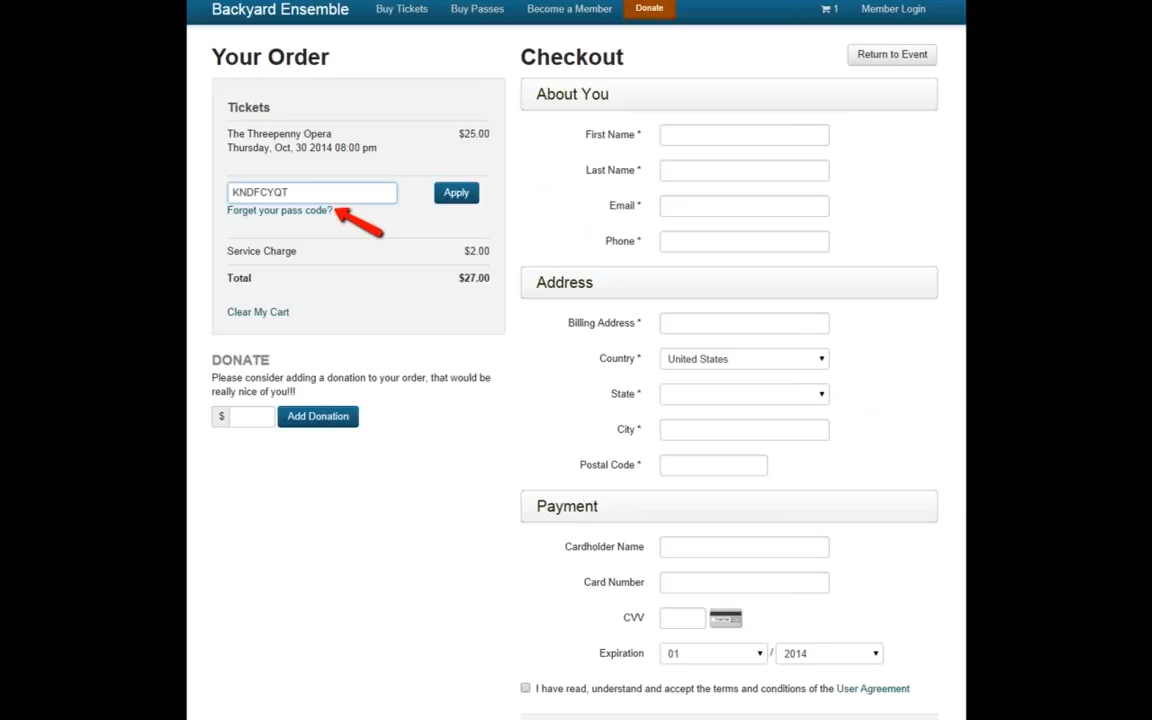 Backyard Ensemble Buy Tickets Buy Passes Become a Member Donate 1 Member Login
Your Order
Tickets
The Threepenny Opera $25.00
Thursday, Oct. 30 2014 08:00 pm
KNDFCYQT Apply
Forget your pass code?
Service Charge $2.00
Total $27.00
Clear My Cart
DONATE
Please consider adding a donation to your order, that would be
really nice of you!!!
$ Add Donation
Checkout Return to Event
About You
First Name *
Last Name *
Email *
Phone *
Address
Billing Address *
Country * United States
State *
City *
Postal Code *
Payment
Cardholder Name
Card Number
CVV
Expiration 01 / 2014
I have read, understand and accept the terms and conditions of the User Agreement